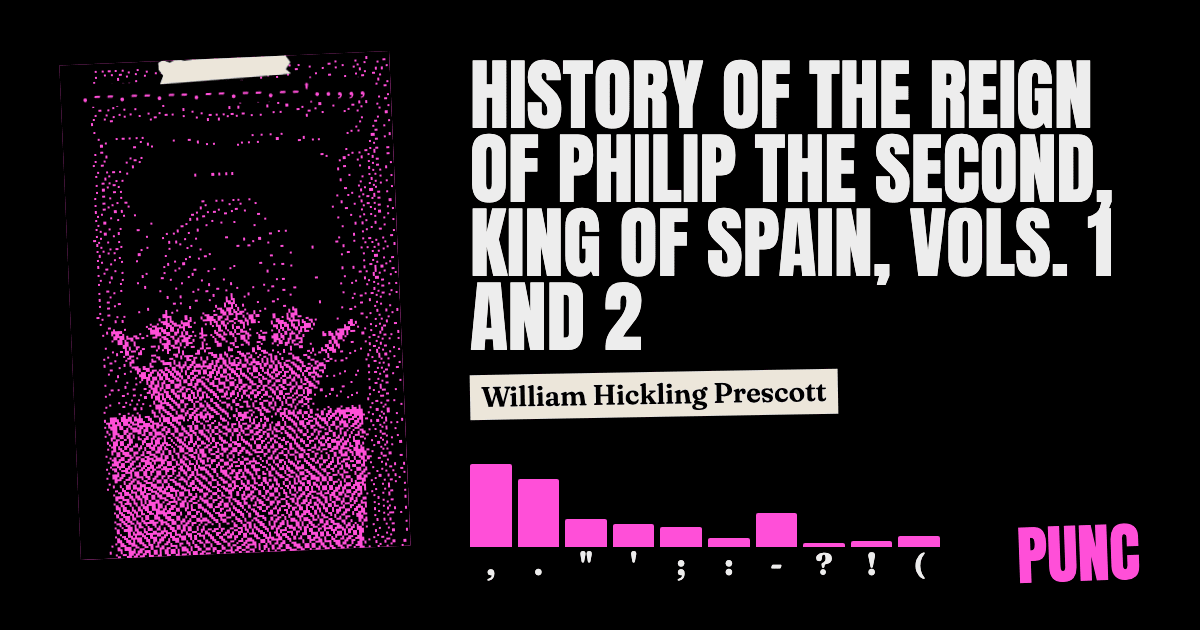 HISTORY OF THE REIGN
OF PHILIP THE SECOND,
KING OF SPAIN, VOLS. 1
AND 2
William Hickling Prescott
, . " ' ; : - ? ! (
PUNC